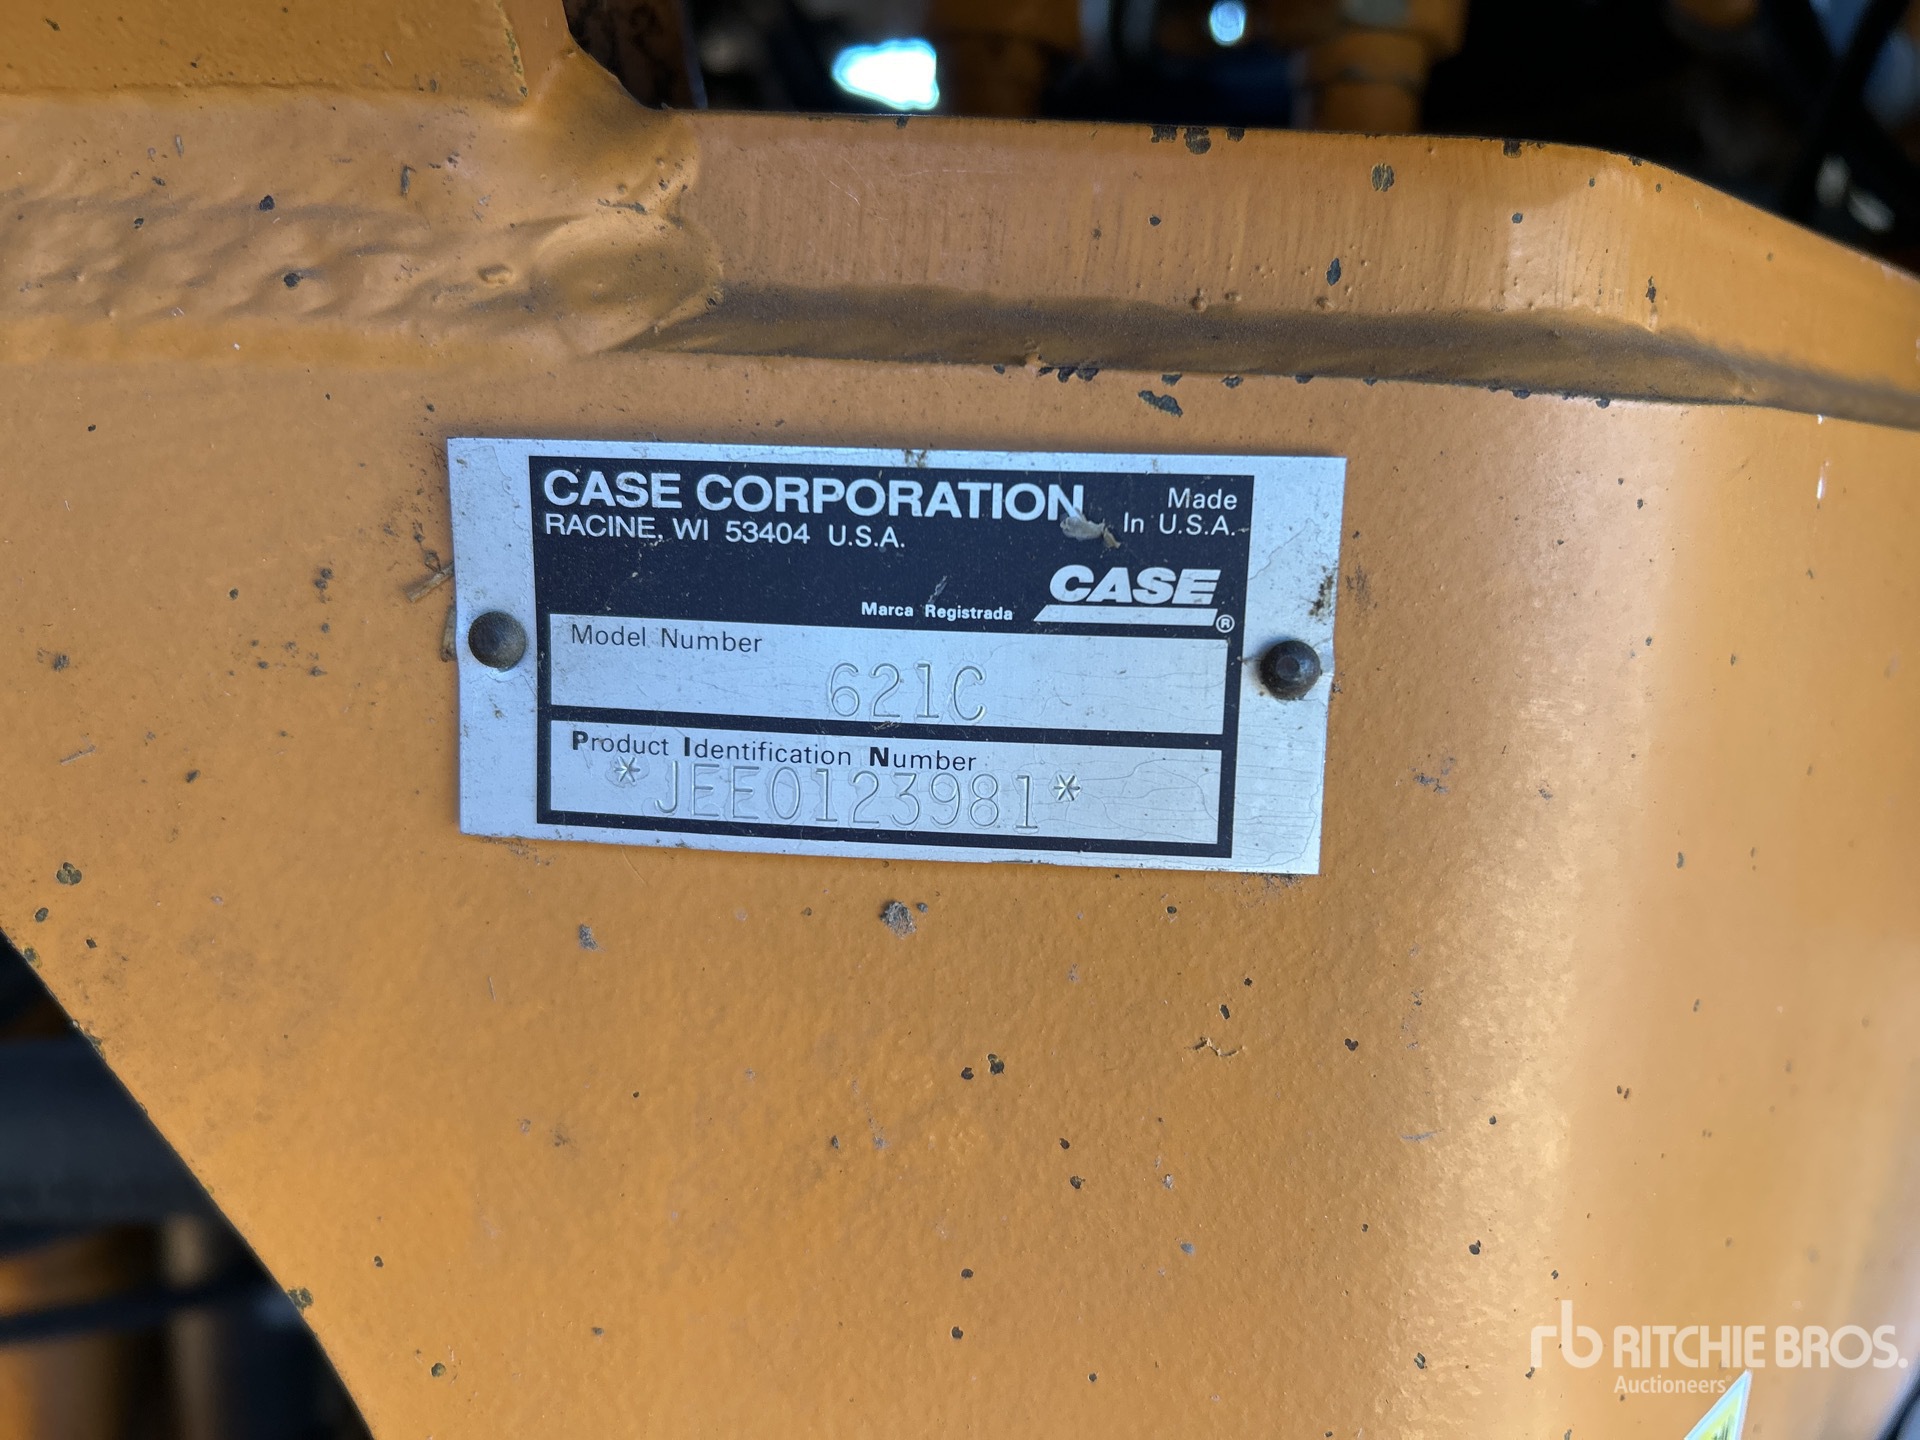 CASE CORPORATION
RACINE, WI 53404 U.S.A.
Made
In U.S.A.
CASE
Marca Registrada
®
Model Number
621C
Product Identification Number
*JEE0123981*
rb RITCHIE BROS.
Auctioneers